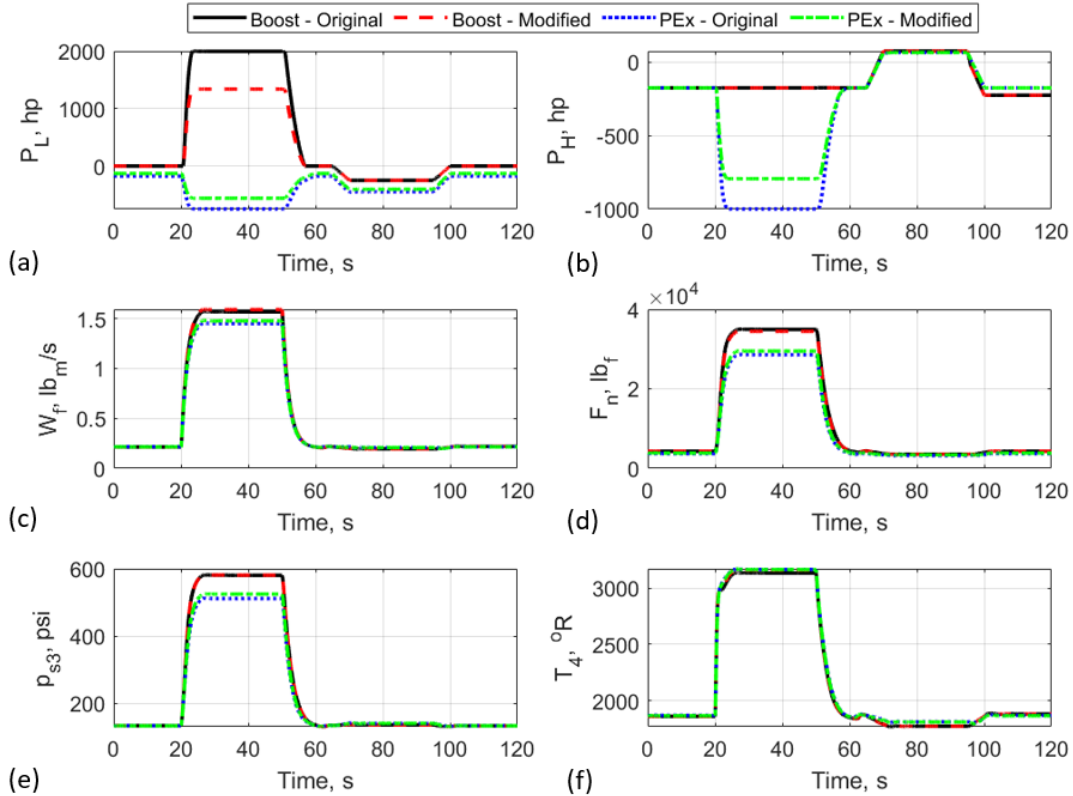 Boost - Original Boost - Modified PEx - Original PEx - Modified
2000
1000
0
P_L, hp
0 20 40 60 80 100 120
(a) Time, s
0
-500
-1000
P_H, hp
0 20 40 60 80 100 120
(b) Time, s
1.5
1
0.5
0
W_f, lb_m/s
0 20 40 60 80 100 120
(c) Time, s
×10^4
4
2
0
F_n, lb_f
0 20 40 60 80 100 120
(d) Time, s
600
400
200
p_s3, psi
0 20 40 60 80 100 120
(e) Time, s
3000
2500
2000
T_4, °R
0 20 40 60 80 100 120
(f) Time, s